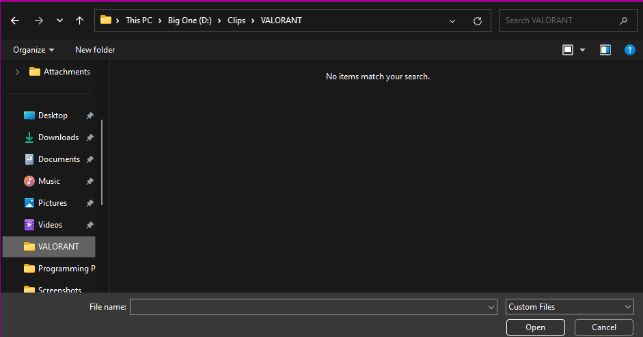 This PC > Big One (D:) > Clips > VALORANT
Search VALORANT
Organize
New folder
Attachments
No items match your search.
Desktop
Downloads
Documents
Music
Pictures
Videos
VALORANT
Programming P
Screenshots
File name:
Custom Files
Open
Cancel